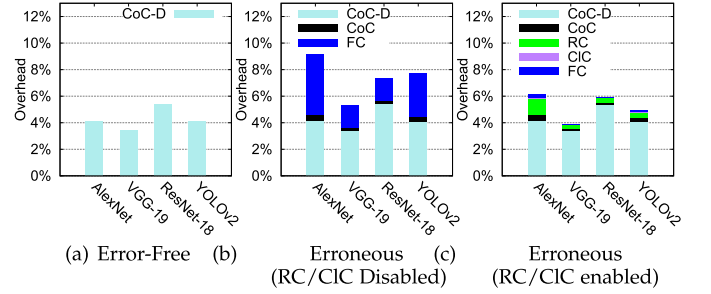 12%
10%
8%
6%
4%
2%
0%
Overhead
CoC-D
AlexNet
VGG-19
ResNet-18
YOLOv2
(a) Error-Free
12%
10%
8%
6%
4%
2%
0%
Overhead
CoC-D
CoC
FC
AlexNet
VGG-19
ResNet-18
YOLOv2
(b) Erroneous
(RC/ClC Disabled)
12%
10%
8%
6%
4%
2%
0%
Overhead
CoC-D
CoC
RC
ClC
FC
AlexNet
VGG-19
ResNet-18
YOLOv2
(c) Erroneous
(RC/ClC enabled)